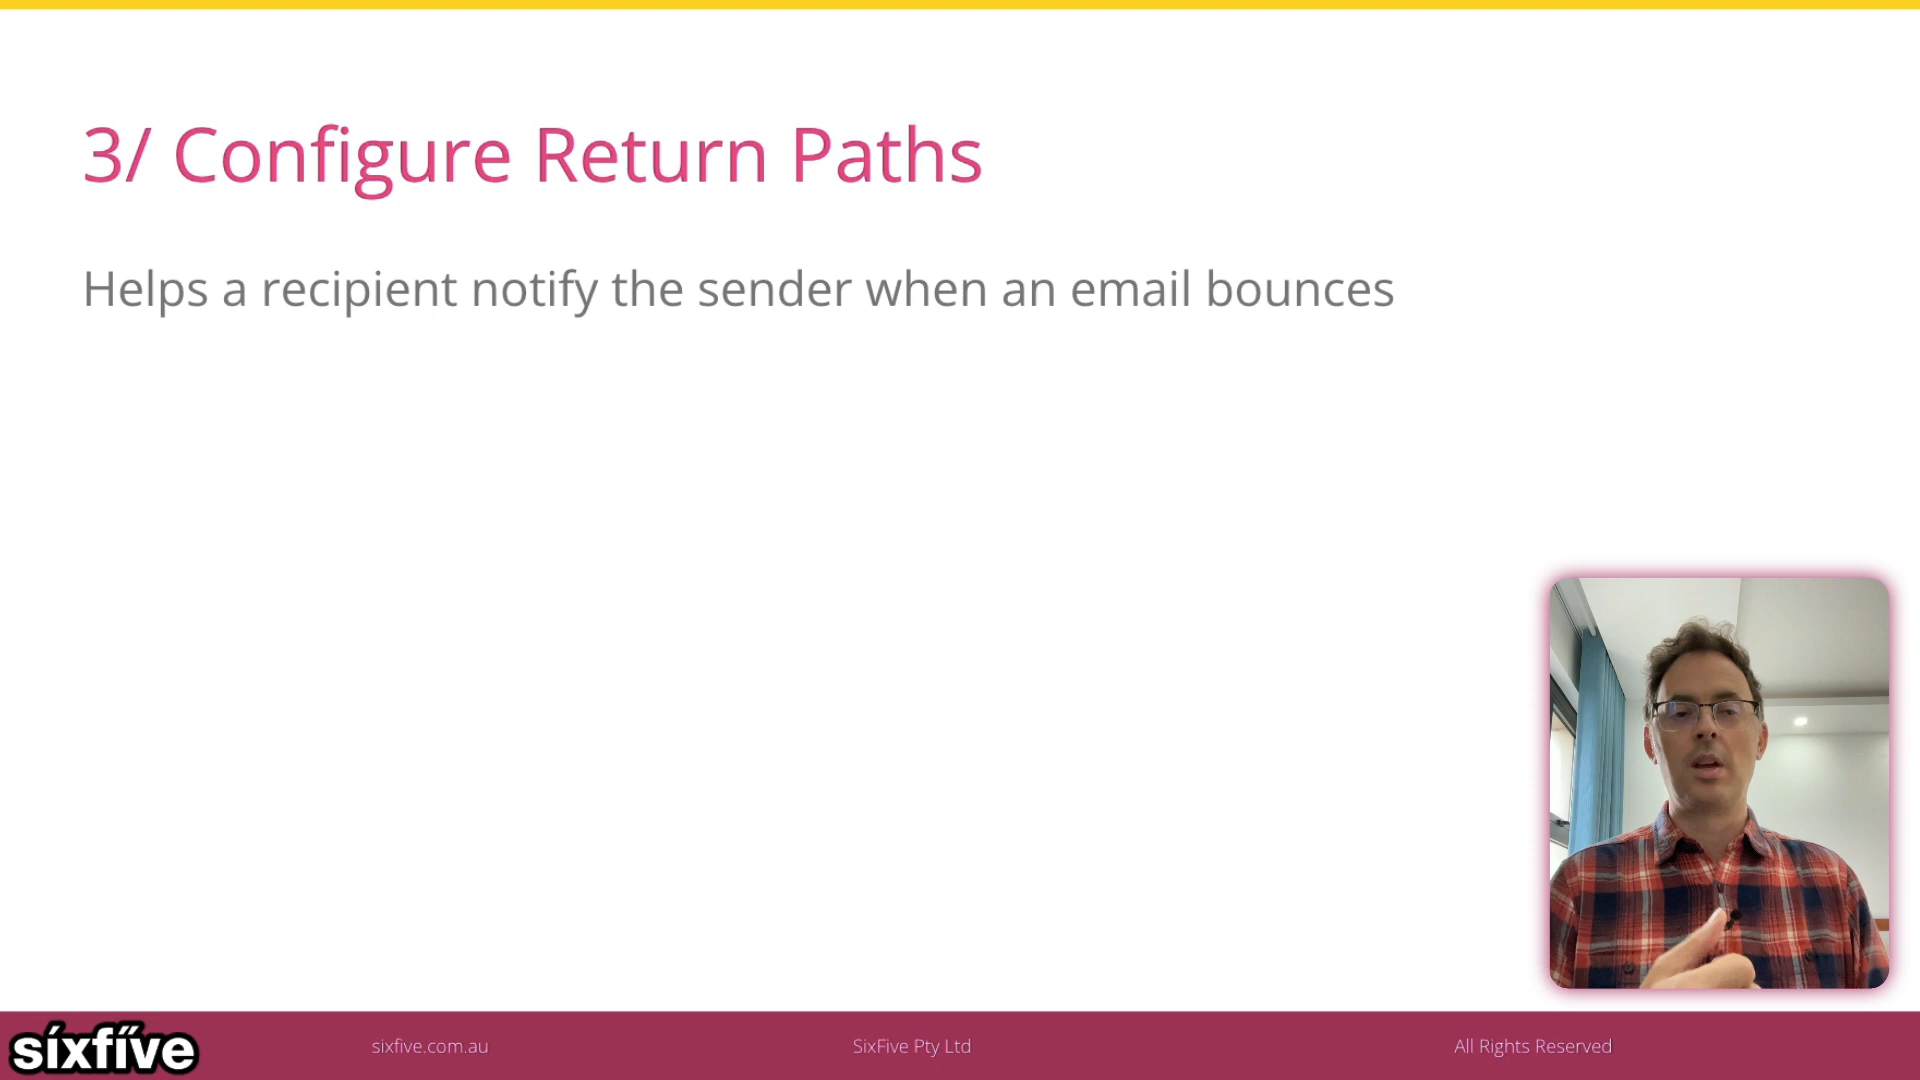 3/ Configure Return Paths
Helps a recipient notify the sender when an email bounces
síxfíve
sixfive.com.au
SixFive Pty Ltd
All Rights Reserved